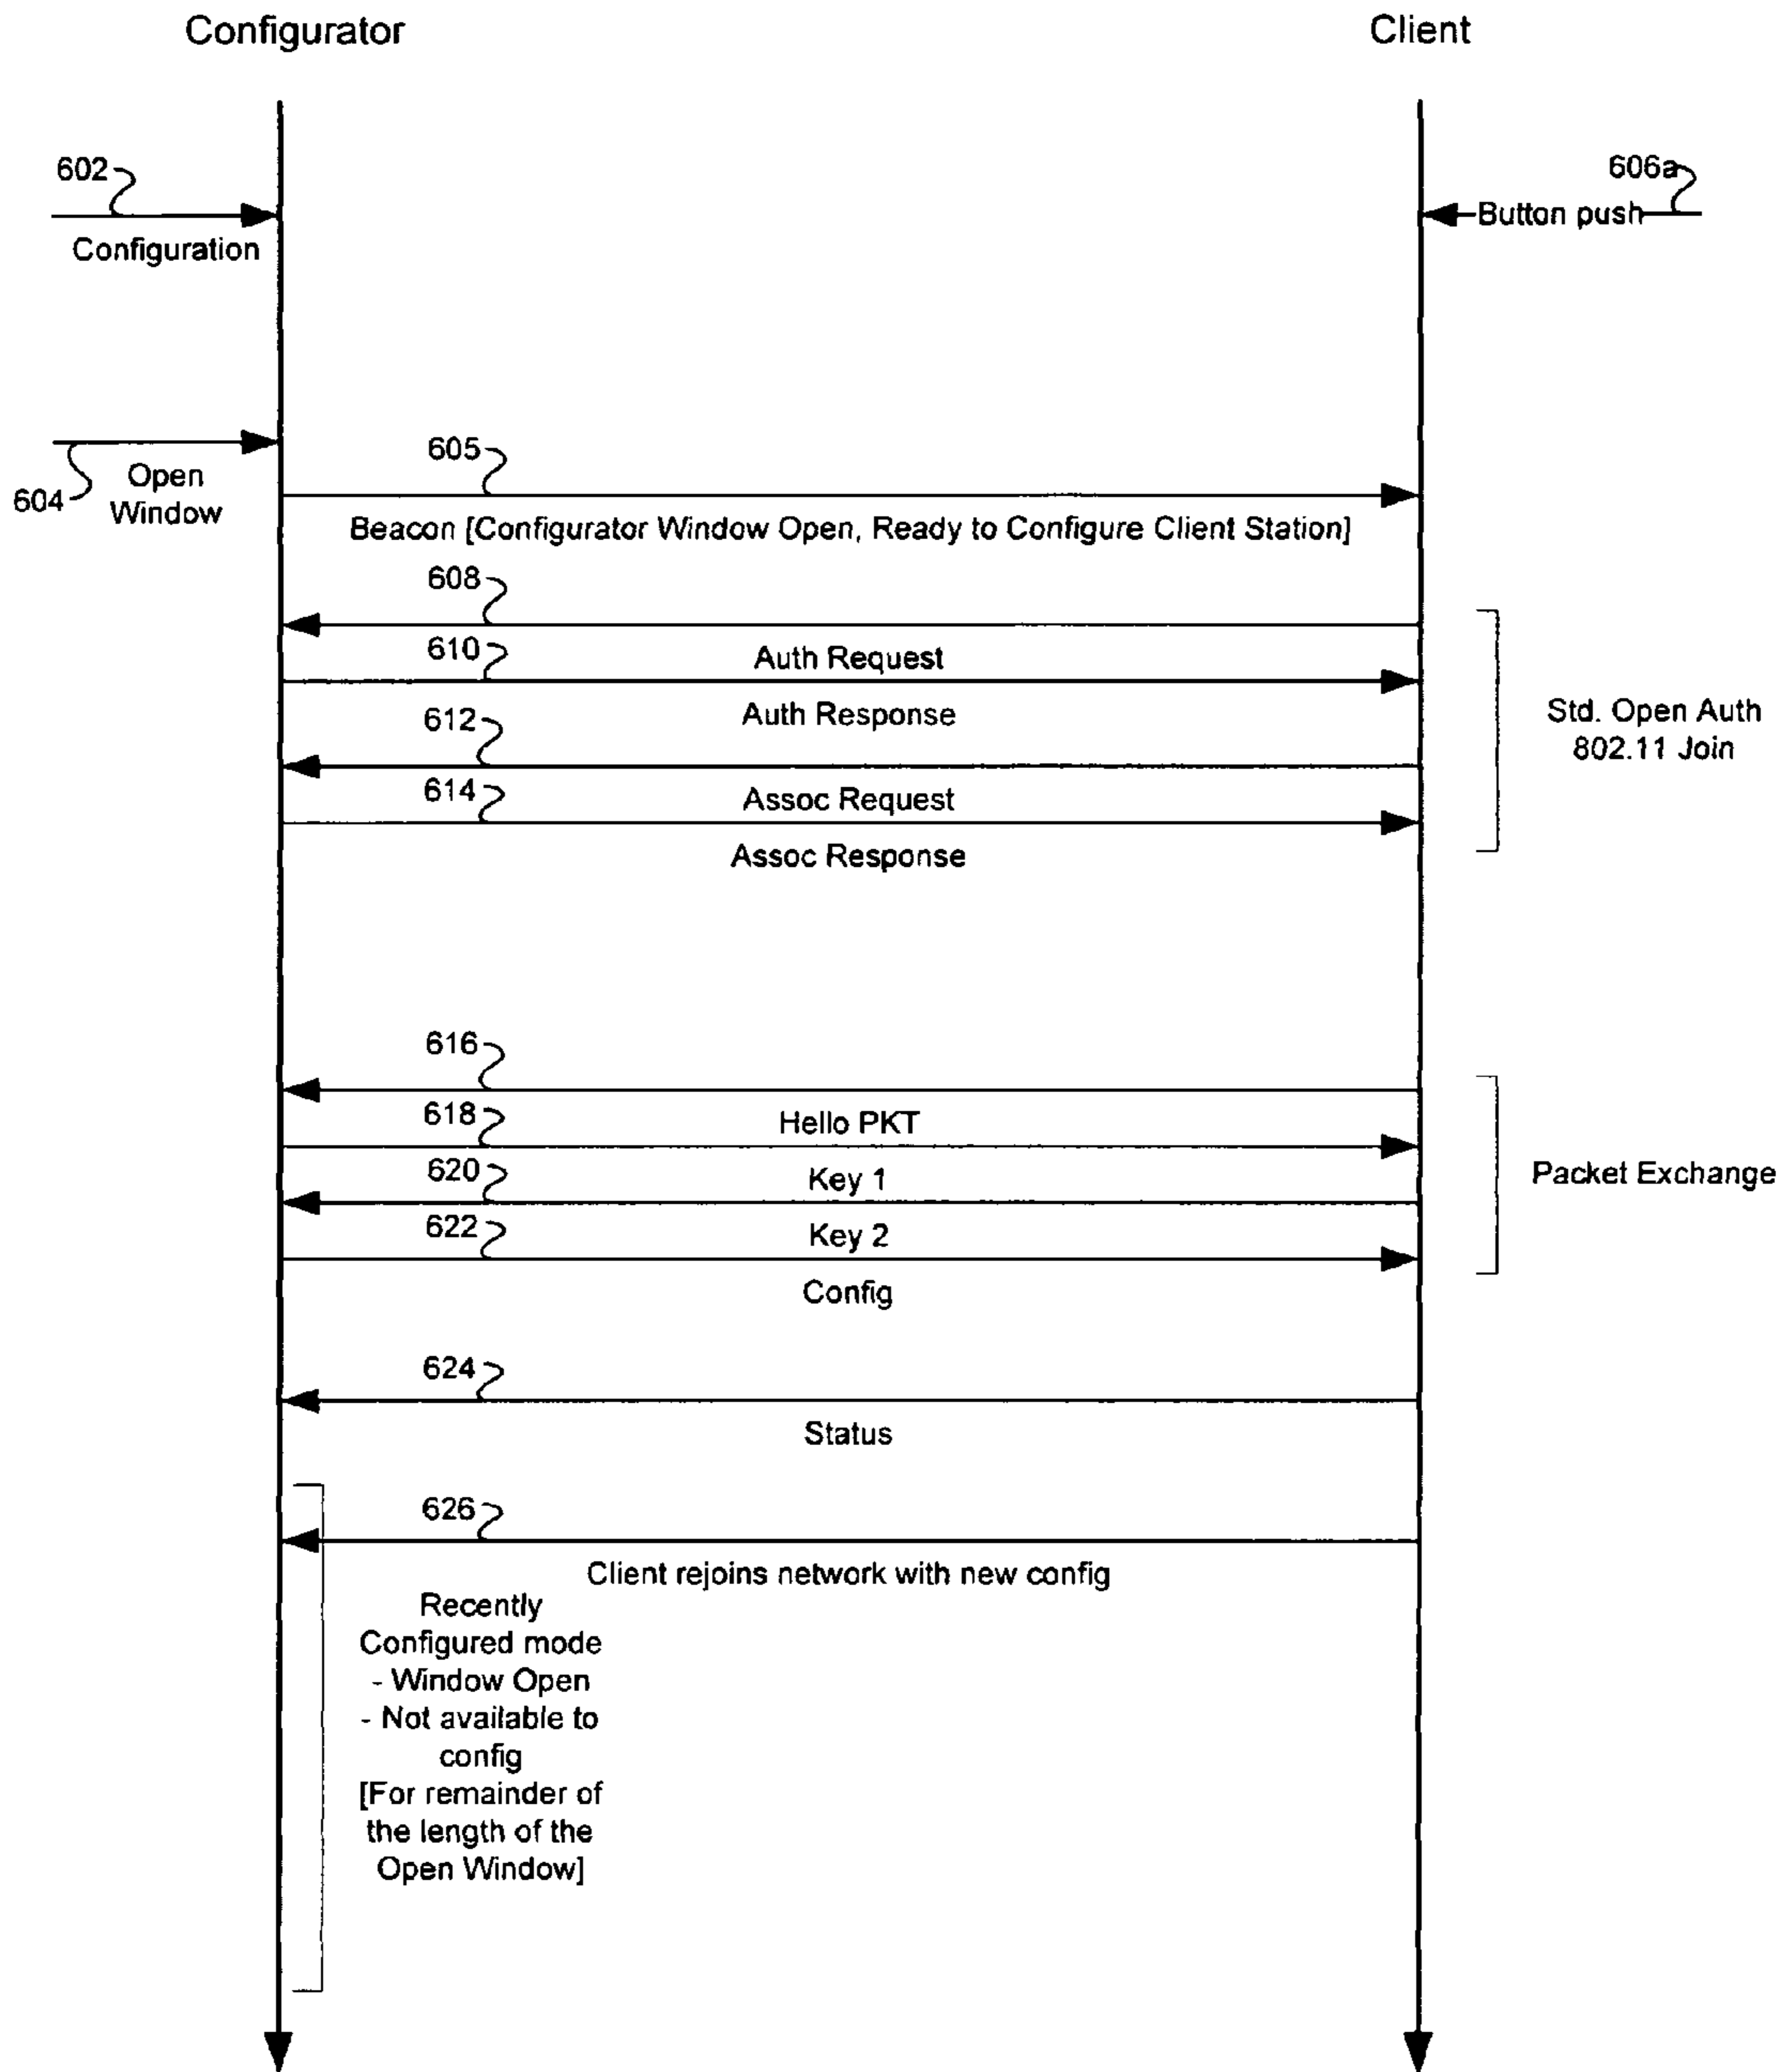 Configurator
Client
602
606a
Button push
Configuration
604
Open
Window
605
Beacon [Configurator Window Open, Ready to Configure Client Station]
608
Auth Request
610
Auth Response
612
Assoc Request
614
Assoc Response
Std. Open Auth
802.11 Join
616
Hello PKT
618
Key 1
620
Key 2
622
Config
Packet Exchange
624
Status
626
Client rejoins network with new config
Recently
Configured mode
- Window Open
- Not available to
config
[For remainder of
the length of the
Open Window]